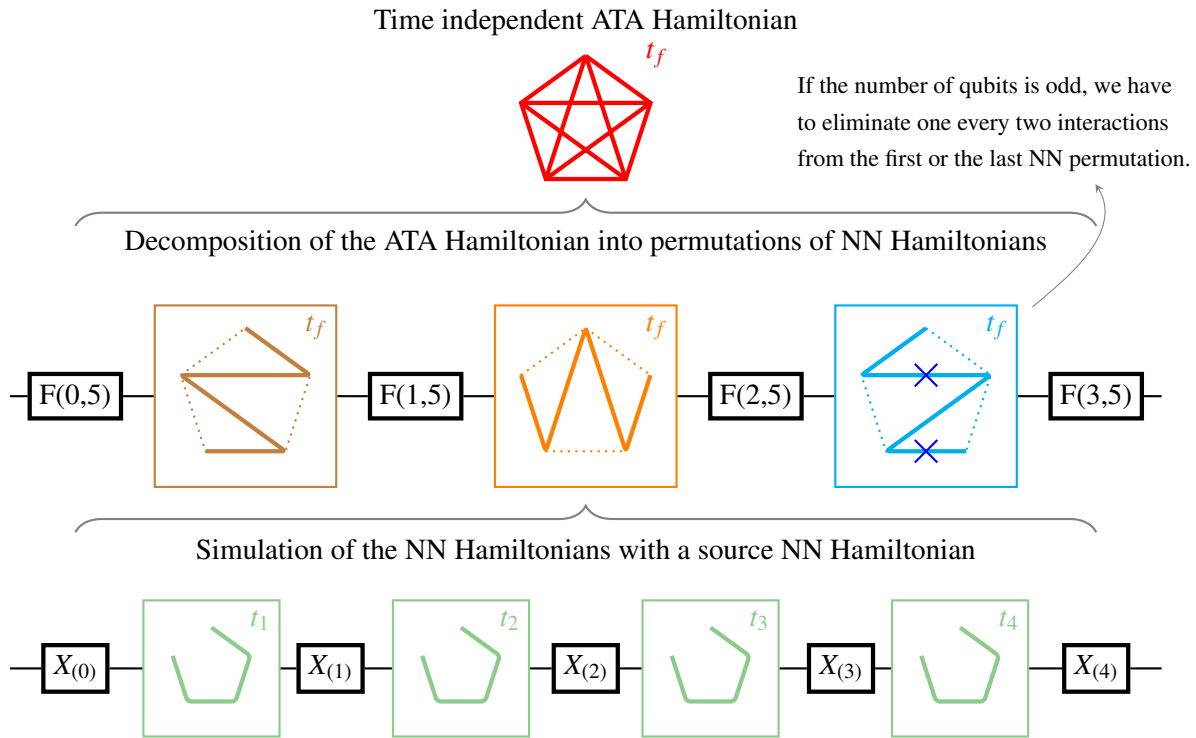 Time independent ATA Hamiltonian
t_f
If the number of qubits is odd, we have
to eliminate one every two interactions
from the first or the last NN permutation.
Decomposition of the ATA Hamiltonian into permutations of NN Hamiltonians
t_f
t_f
t_f
F(0,5)
F(1,5)
F(2,5)
F(3,5)
Simulation of the NN Hamiltonians with a source NN Hamiltonian
t_1
t_2
t_3
t_4
X_(0)
X_(1)
X_(2)
X_(3)
X_(4)